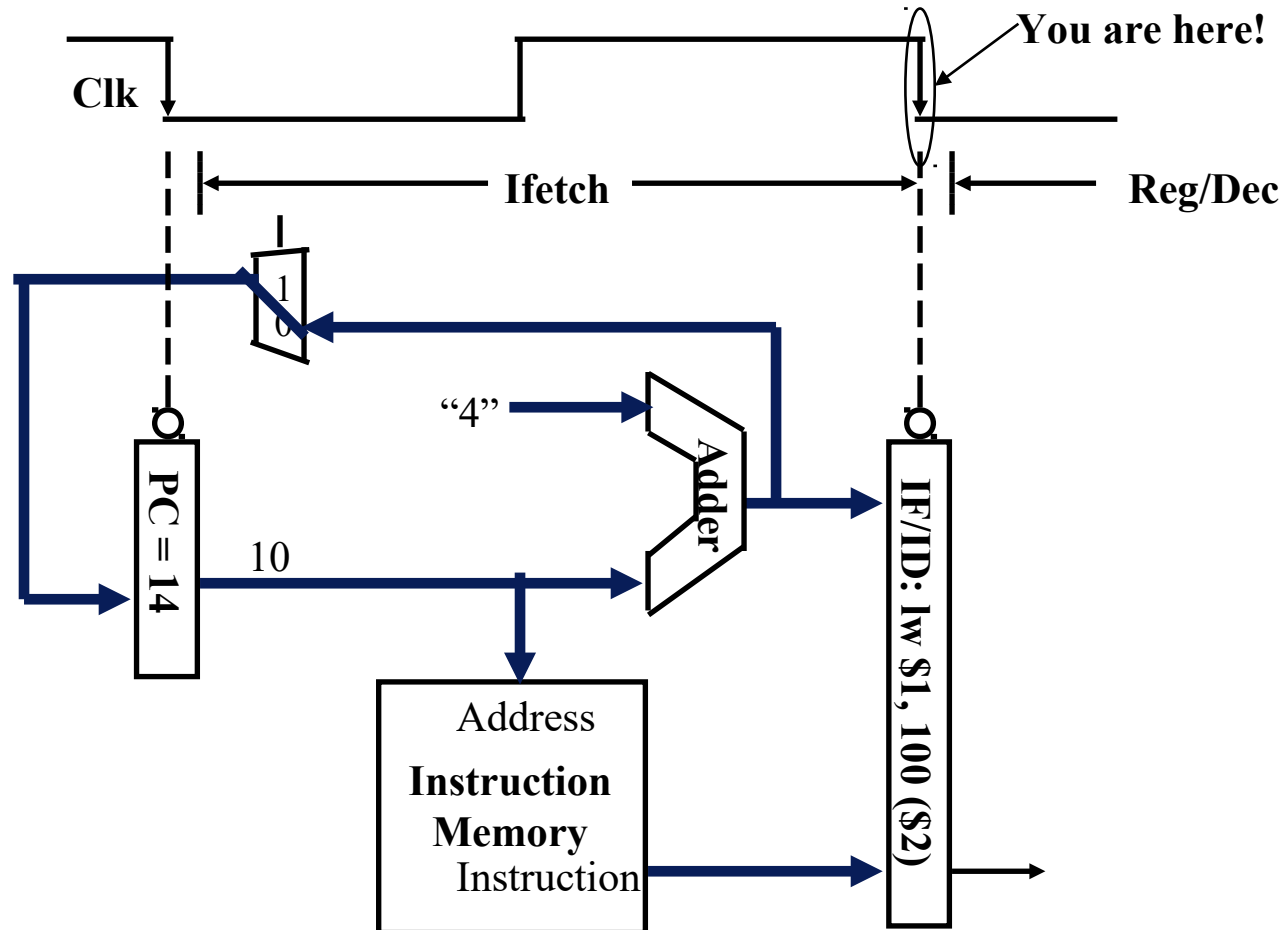 You are here!
Clk
Ifetch
Reg/Dec
1
0
“4”
Adder
PC = 14
10
IF/ID: lw $1, 100 ($2)
Address
Instruction
Memory
Instruction